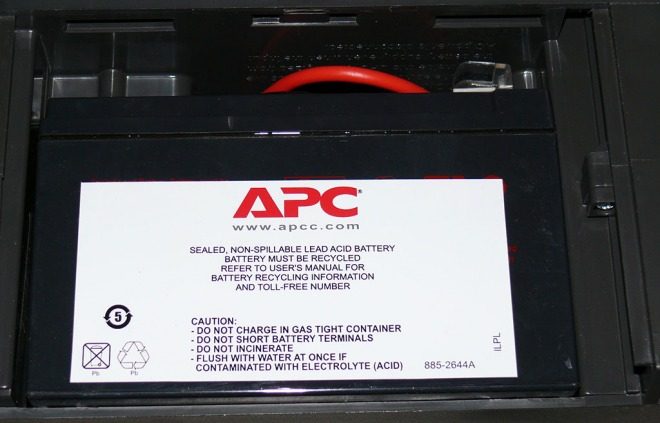 APC®
www.apcc.com
SEALED, NON-SPILLABLE LEAD ACID BATTERY
BATTERY MUST BE RECYCLED
REFER TO USER'S MANUAL FOR
BATTERY RECYCLING INFORMATION
AND TOLL-FREE NUMBER
5
Pb
Pb
CAUTION:
- DO NOT CHARGE IN GAS TIGHT CONTAINER
- DO NOT SHORT BATTERY TERMINALS
- DO NOT INCINERATE
- FLUSH WITH WATER AT ONCE IF
CONTAMINATED WITH ELECTROLYTE (ACID)
885-2644A
ILPL